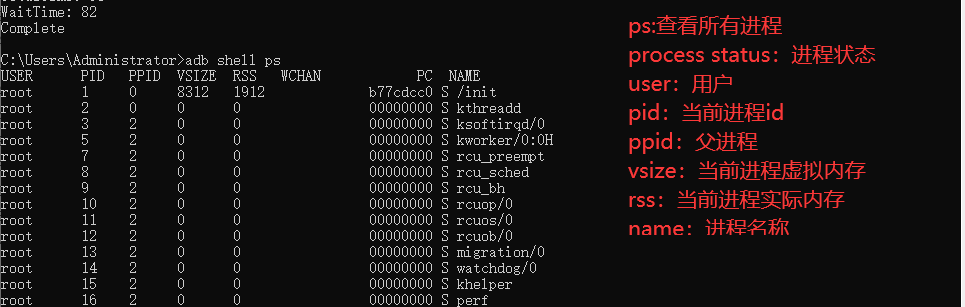 WaitTime: 82
Complete
C:\Users\Administrator>adb shell ps
USER PID PPID VSIZE RSS WCHAN PC NAME
root 1 0 8312 1912 b77cdcc0 S /init
root 2 0 0 0 00000000 S kthreadd
root 3 2 0 0 00000000 S ksoftirqd/0
root 5 2 0 0 00000000 S kworker/0:0H
root 7 2 0 0 00000000 S rcu_preempt
root 8 2 0 0 00000000 S rcu_sched
root 9 2 0 0 00000000 S rcu_bh
root 10 2 0 0 00000000 S rcuop/0
root 11 2 0 0 00000000 S rcuos/0
root 12 2 0 0 00000000 S rcuob/0
root 13 2 0 0 00000000 S migration/0
root 14 2 0 0 00000000 S watchdog/0
root 15 2 0 0 00000000 S khelper
root 16 2 0 0 00000000 S perf
ps:查看所有进程
process status：进程状态
user：用户
pid：当前进程id
ppid：父进程
vsize：当前进程虚拟内存
rss：当前进程实际内存
name：进程名称